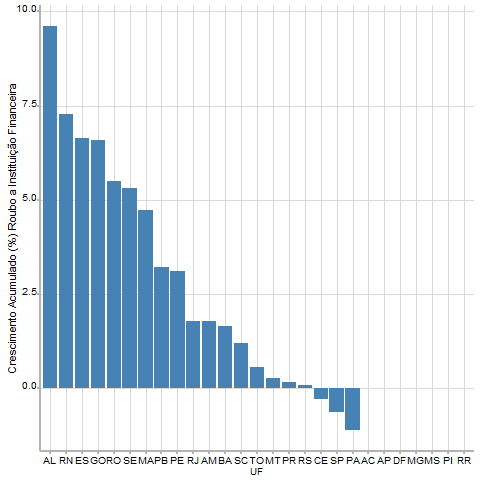 Crescimento Acumulado (%) Roubo a Instituição Financeira
10.0
7.5
5.0
2.5
0.0
AL RN ES GO RO SE MA PB PE RJ AM BA SC TO MT PR RS CE SP PA AC AP DF MG MS PI RR
UF